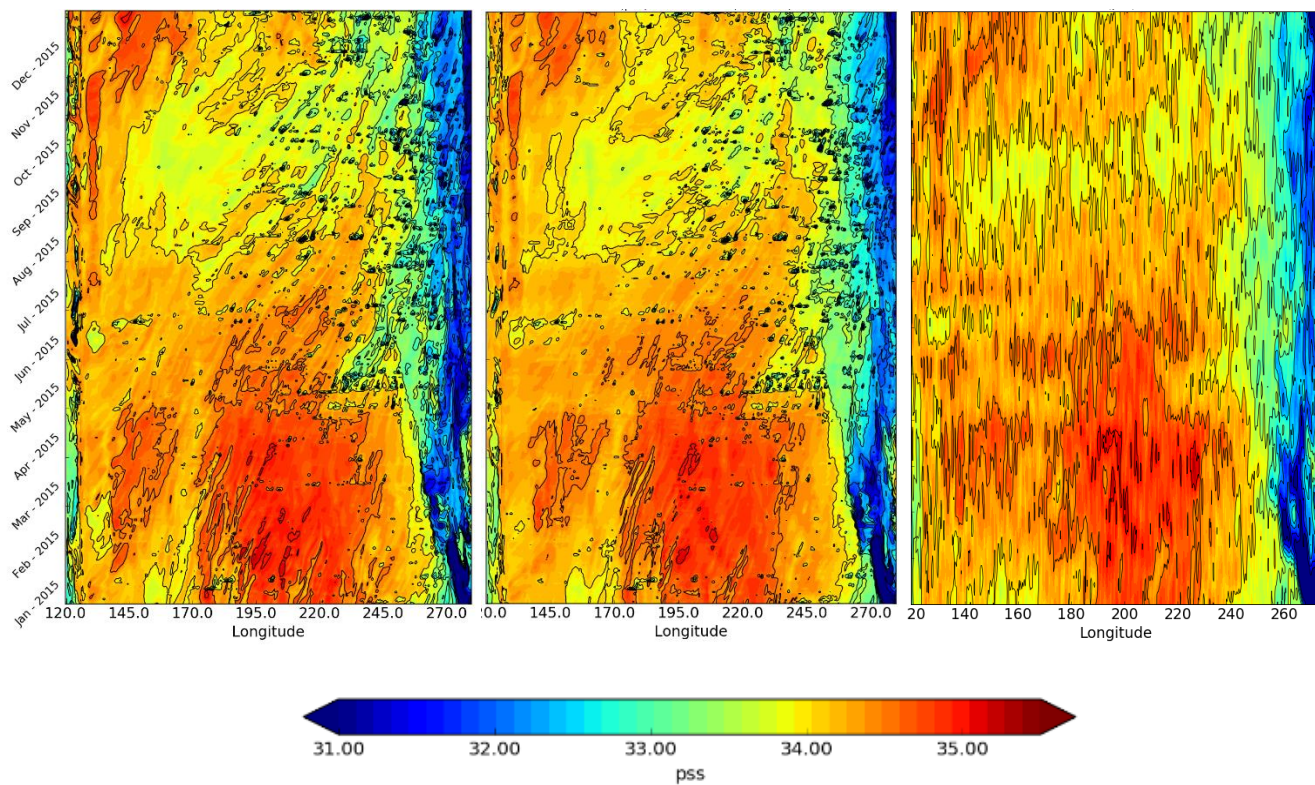 Dec - 2015
Nov - 2015
Oct - 2015
Sep - 2015
Aug - 2015
Jul - 2015
Jun - 2015
May - 2015
Apr - 2015
Mar - 2015
Feb - 2015
Jan - 2015
120.0 145.0 170.0 195.0 220.0 245.0 270.0
20.0 145.0 170.0 195.0 220.0 245.0 270.0
20 140 160 180 200 220 240 260
Longitude Longitude Longitude
31.00 32.00 33.00 34.00 35.00
pss